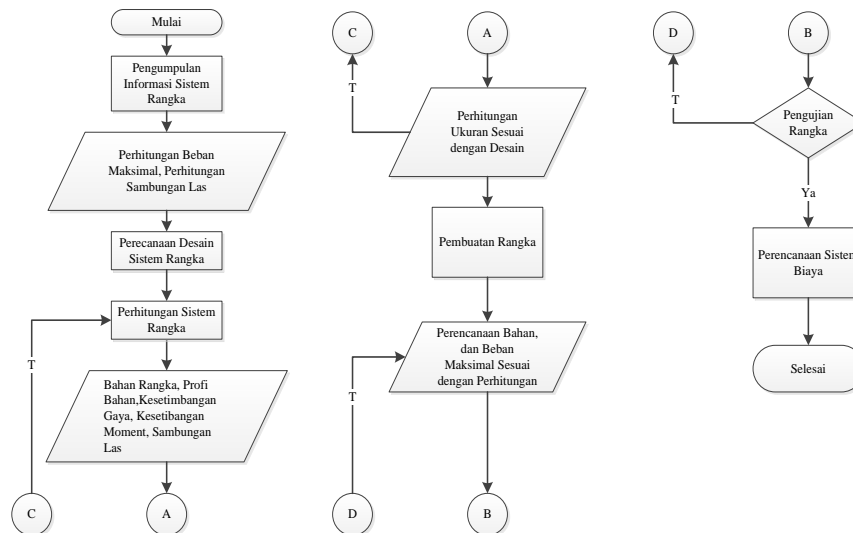 Mulai
Pengumpulan
Informasi Sistem
Rangka
Perhitungan Beban
Maksimal, Perhitungan
Sambungan Las
Perecanaan Desain
Sistem Rangka
Perhitungan Sistem
Rangka
T
Bahan Rangka, Profi
Bahan,Kesetimbangan
Gaya, Kesetibangan
Moment, Sambungan
Las
C
A
C
A
T
Perhitungan
Ukuran Sesuai
dengan Desain
Pembuatan Rangka
Perencanaan Bahan,
dan Beban
Maksimal Sesuai
dengan Perhitungan
T
D
B
D
B
T
Pengujian
Rangka
Ya
Perencanaan Sistem
Biaya
Selesai